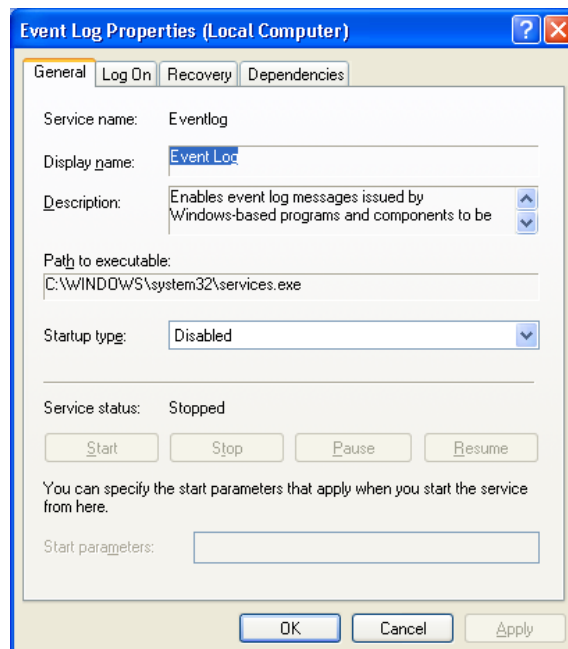 Event Log Properties (Local Computer)
General Log On Recovery Dependencies
Service name: Eventlog
Display name: Event Log
Description: Enables event log messages issued by
Windows-based programs and components to be
Path to executable:
C:\WINDOWS\system32\services.exe
Startup type: Disabled
Service status: Stopped
Start Stop Pause Resume
You can specify the start parameters that apply when you start the service
from here.
Start parameters:
OK Cancel Apply